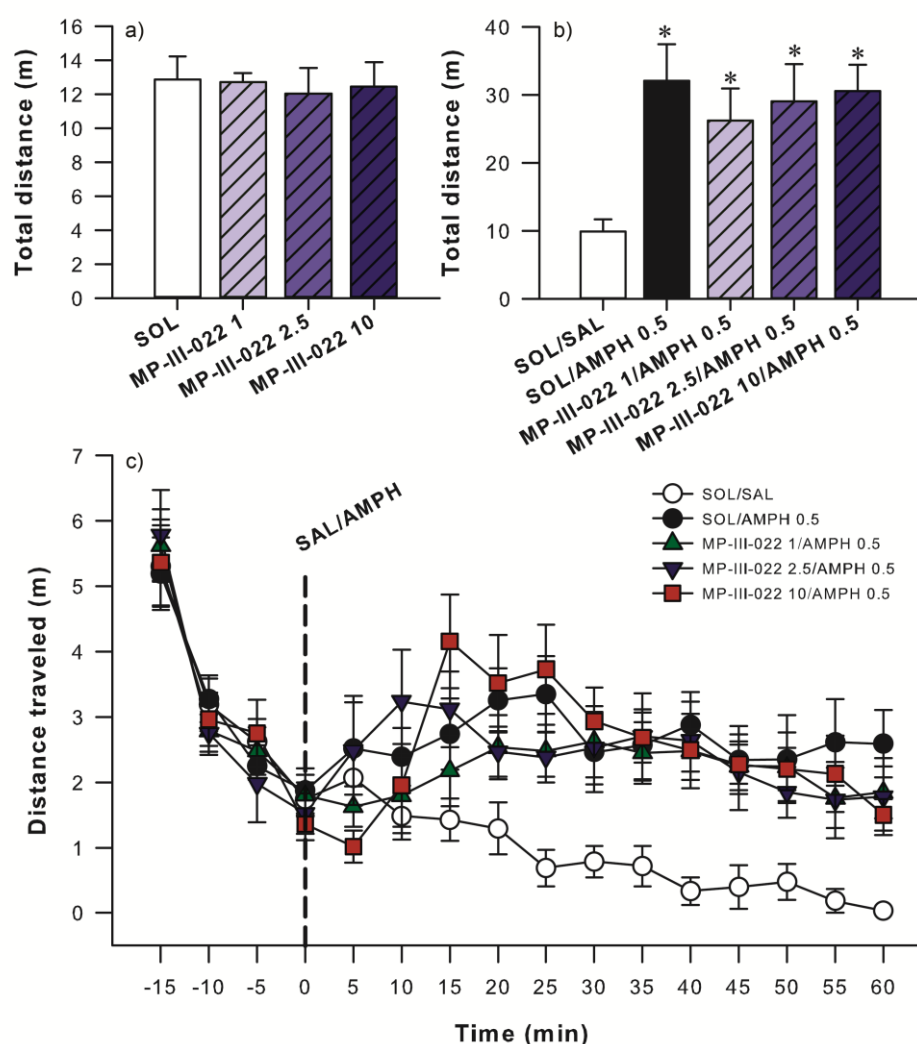 a)
Total distance (m)
16
14
12
10
8
6
4
2
0
SOL
MP-III-022 1
MP-III-022 2.5
MP-III-022 10
b)
Total distance (m)
40
30
20
10
0
*
*
*
*
SOL/SAL
SOL/AMPH 0.5
MP-III-022 1/AMPH 0.5
MP-III-022 2.5/AMPH 0.5
MP-III-022 10/AMPH 0.5
c)
Distance traveled (m)
7
6
5
4
3
2
1
0
SAL/AMPH
SOL/SAL
SOL/AMPH 0.5
MP-III-022 1/AMPH 0.5
MP-III-022 2.5/AMPH 0.5
MP-III-022 10/AMPH 0.5
-15 -10 -5 0 5 10 15 20 25 30 35 40 45 50 55 60
Time (min)